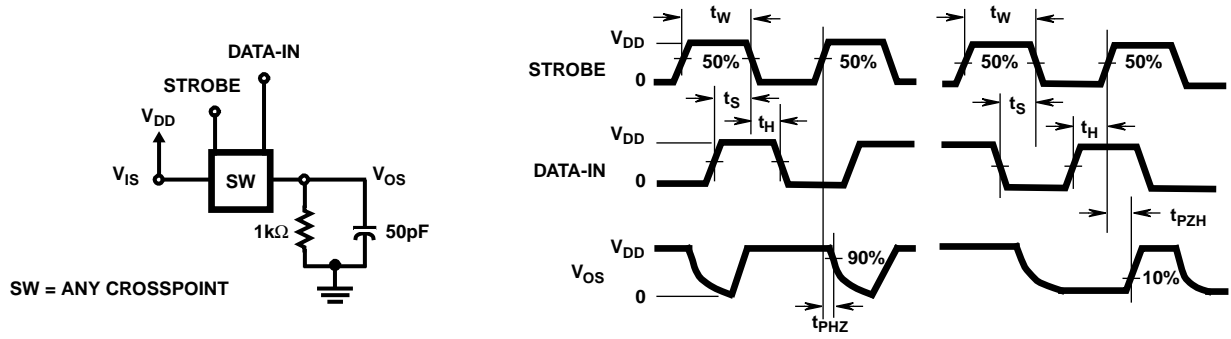 DATA-IN
STROBE
VDD
VIS
SW
VOS
1kΩ
50pF
SW = ANY CROSSPOINT
tW
tW
VDD
STROBE
0
50%
50%
50%
50%
tS
tH
tS
tH
VDD
DATA-IN
0
tPZH
VDD
VOS
0
90%
10%
tPHZ